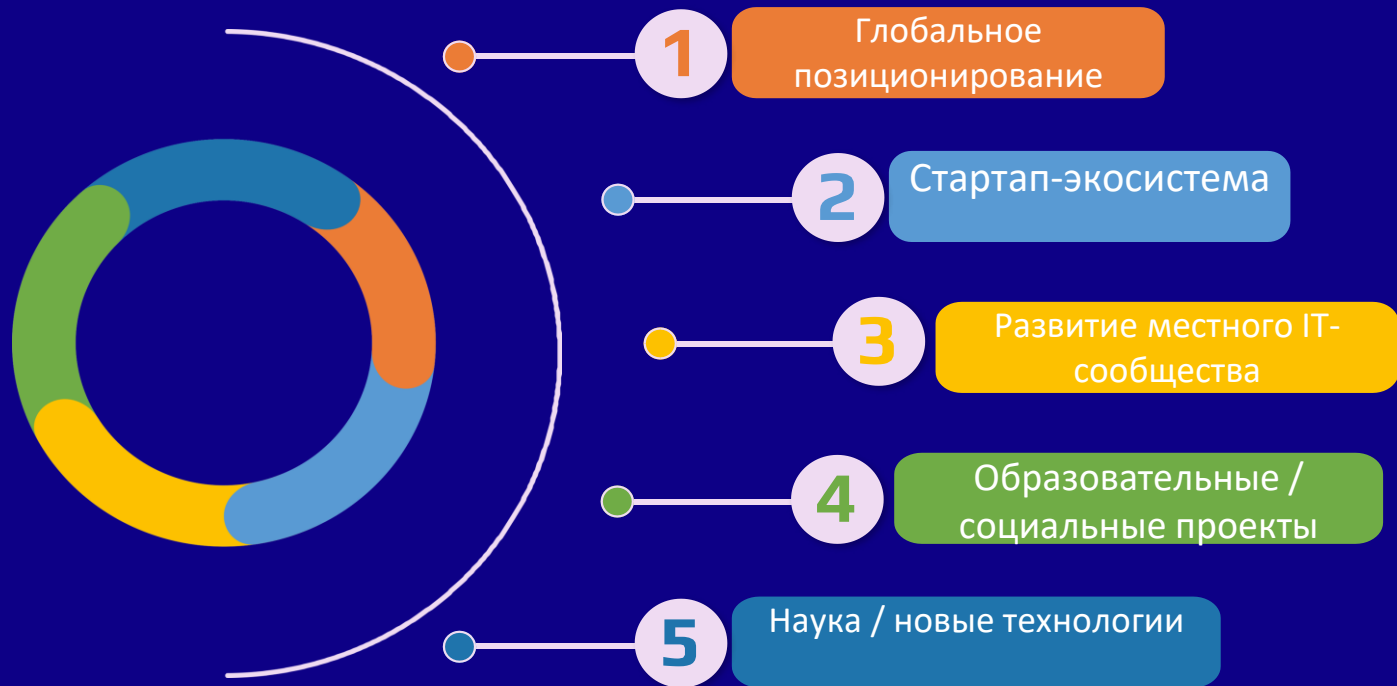 1
Глобальное
позиционирование
2
Стартап-экосистема
3
Развитие местного IT-
сообщества
4
Образовательные /
социальные проекты
5
Наука / новые технологии